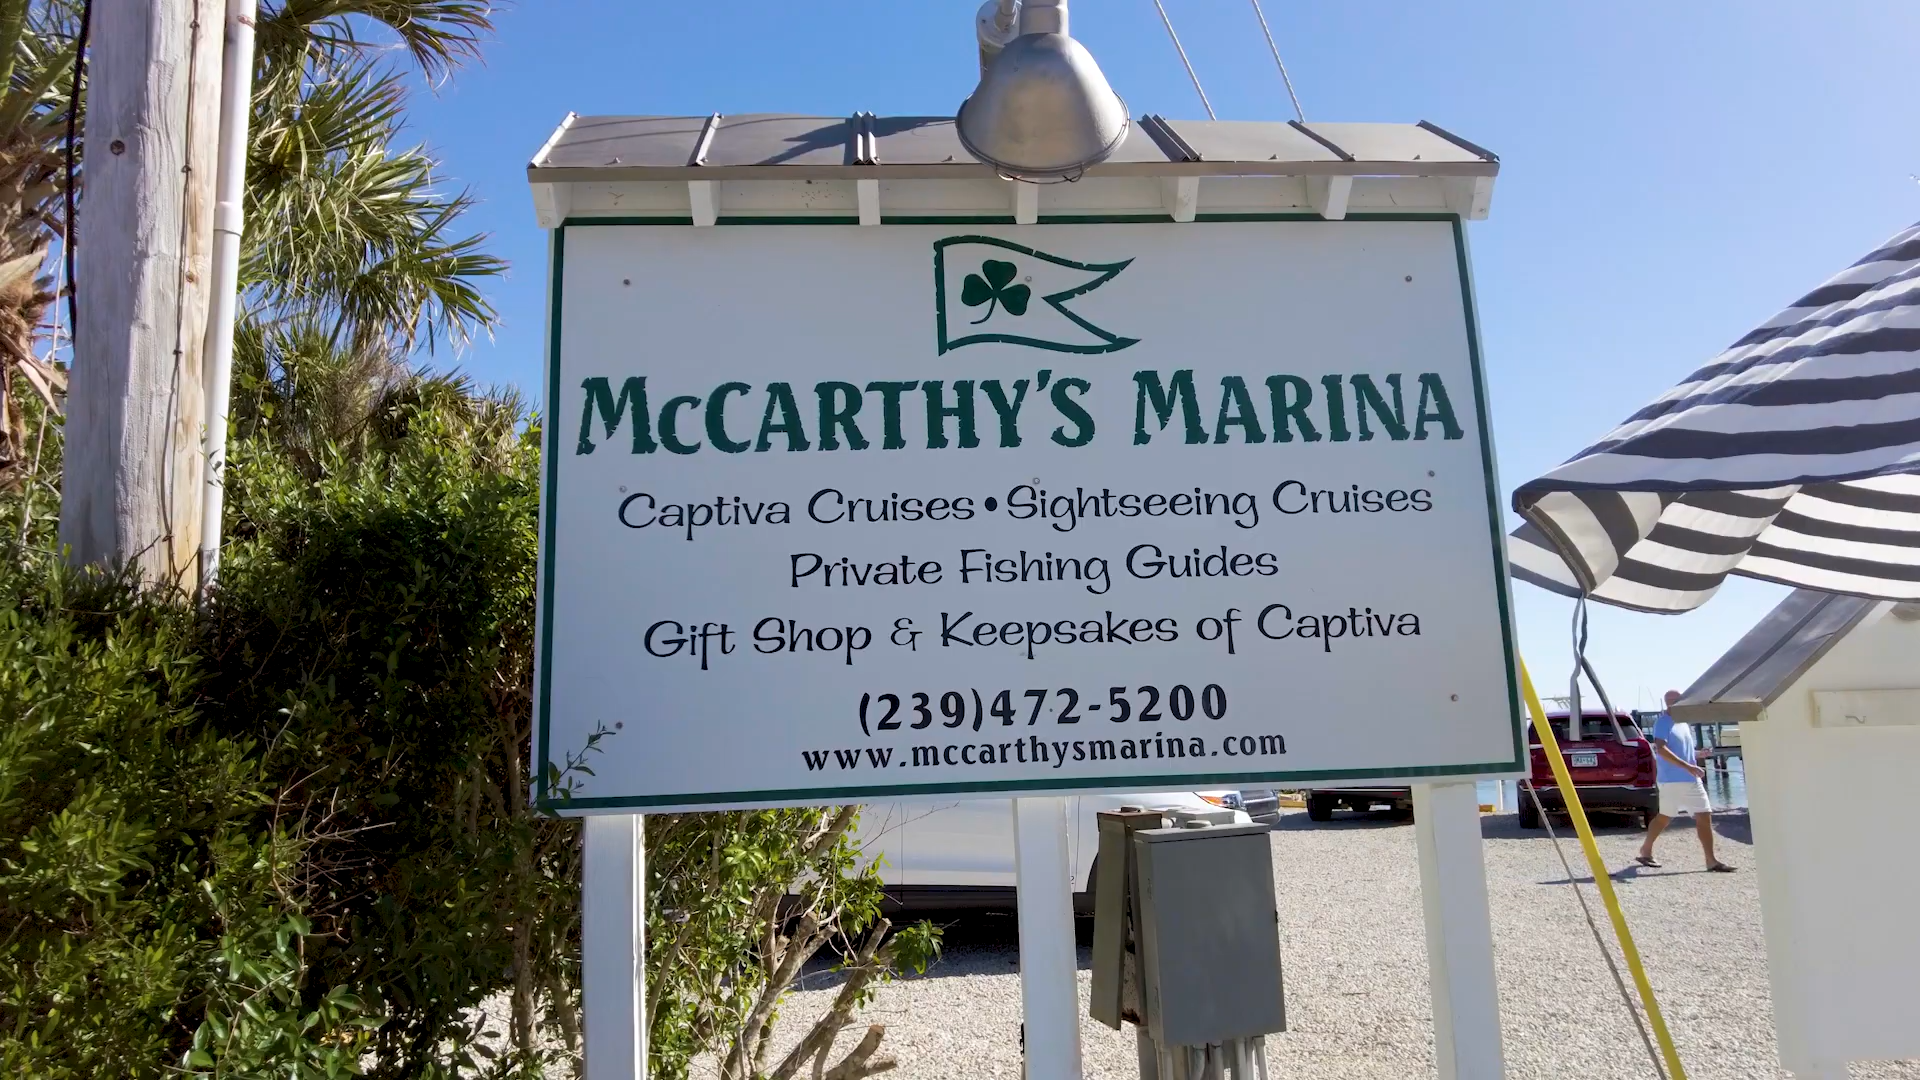 McCARTHY'S MARINA
Captiva Cruises • Sightseeing Cruises
Private Fishing Guides
Gift Shop & Keepsakes of Captiva
(239)472-5200
www.mccarthysmarina.com